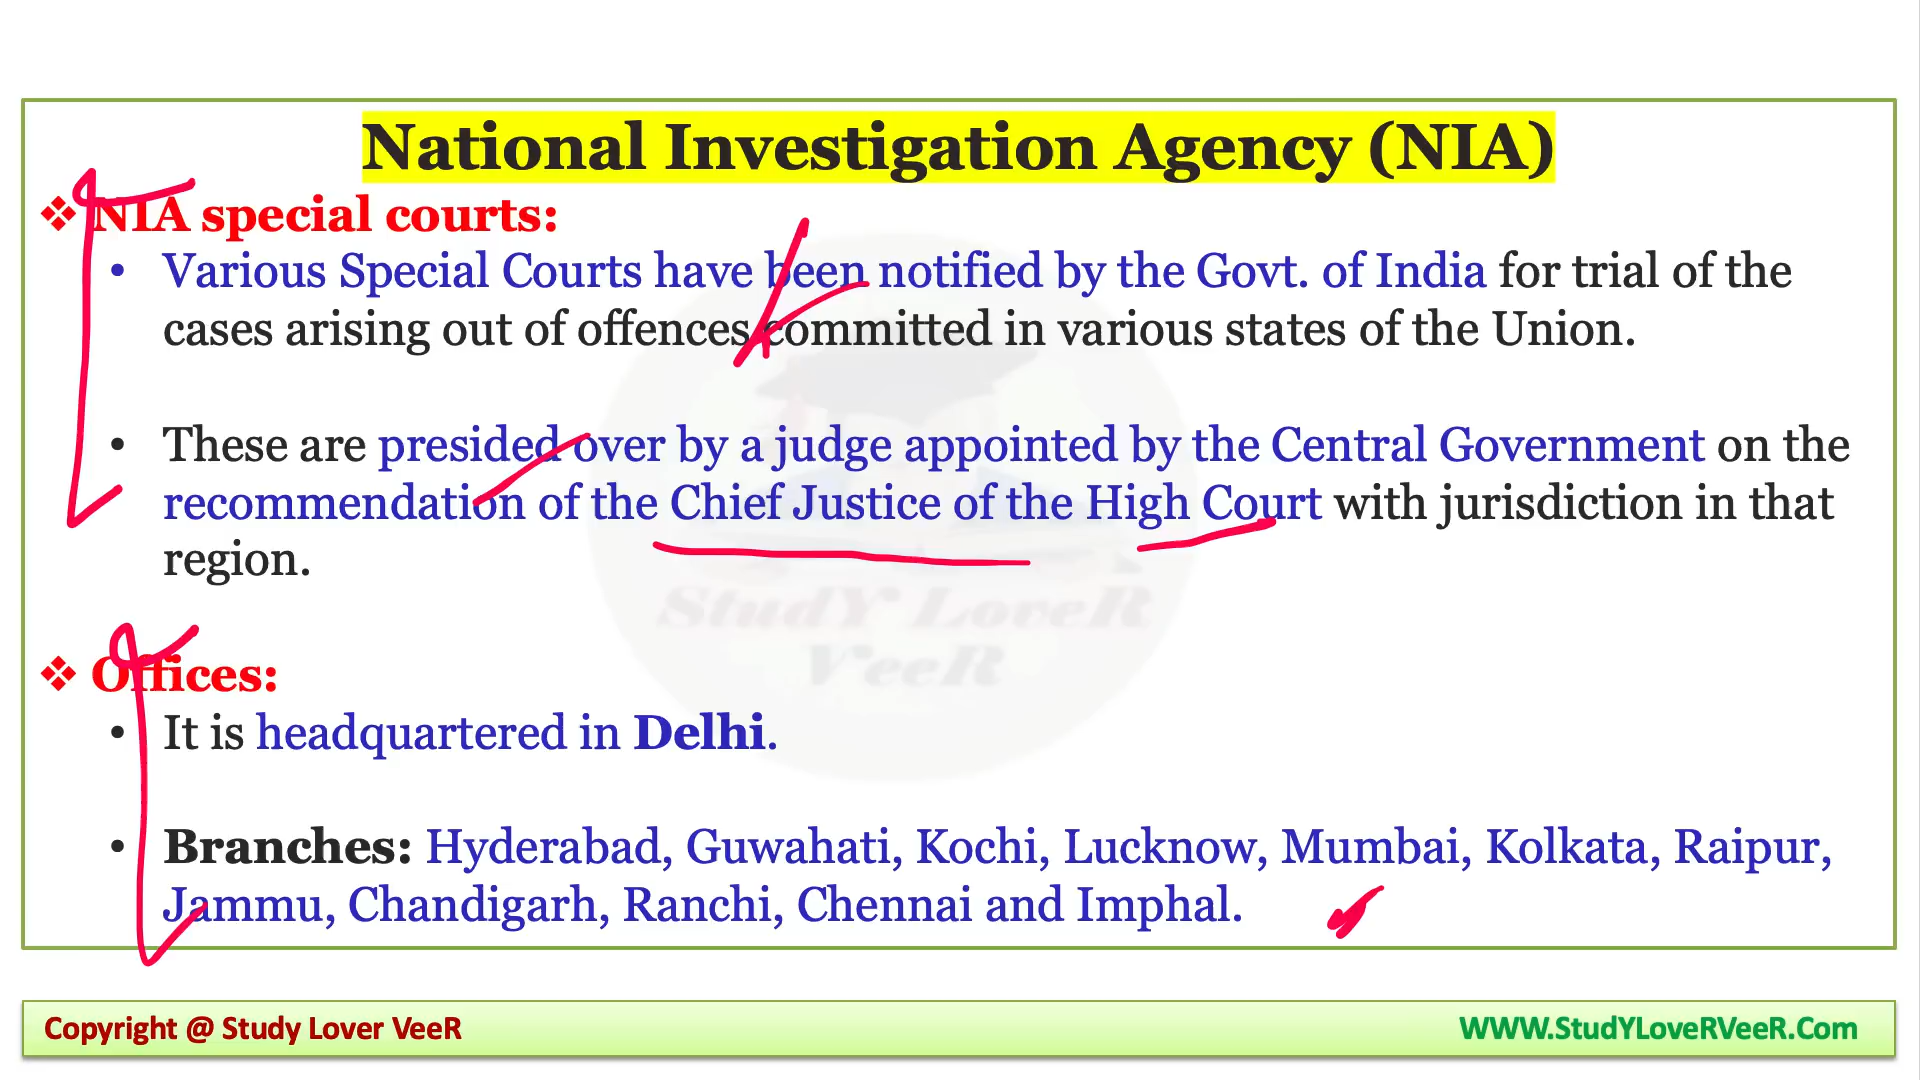 National Investigation Agency (NIA)
❖ NIA special courts:
• Various Special Courts have been notified by the Govt. of India for trial of the
cases arising out of offences committed in various states of the Union.
• These are presided over by a judge appointed by the Central Government on the
recommendation of the Chief Justice of the High Court with jurisdiction in that
region.
StudY LoveR
VeeR
❖ Offices:
• It is headquartered in Delhi.
• Branches: Hyderabad, Guwahati, Kochi, Lucknow, Mumbai, Kolkata, Raipur,
Jammu, Chandigarh, Ranchi, Chennai and Imphal.
Copyright @ Study Lover VeeR
WWW.StudYLoveRVeeR.Com